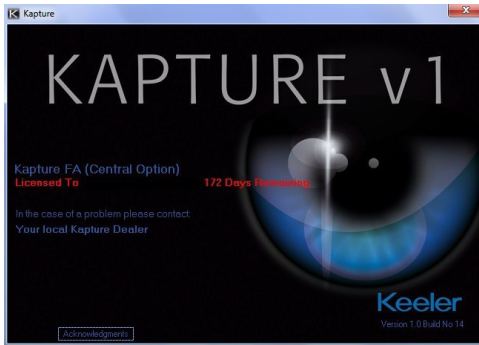 Kapture
KAPTURE v1
Kapture FA (Central Option)
Licensed To 172 Days Remaining
In the case of a problem please contact:
Your local Kapture Dealer
Keeler
Version 1.0 Build No 14
Acknowledgments